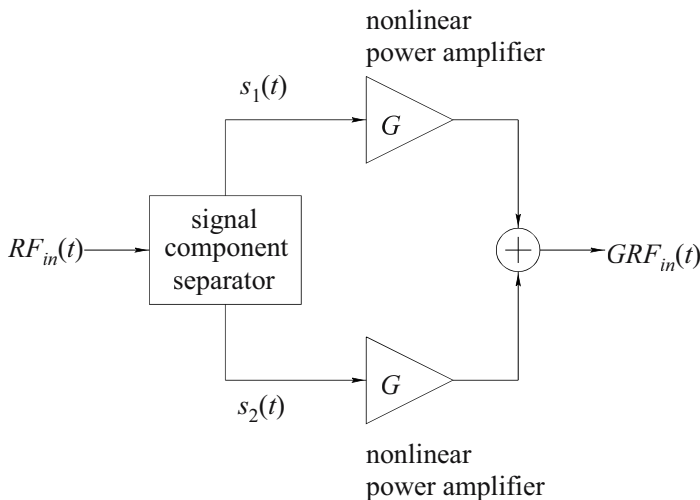 nonlinear
power amplifier
s1(t)
G
signal
component
separator
RFin(t)
GRFin(t)
G
s2(t)
nonlinear
power amplifier